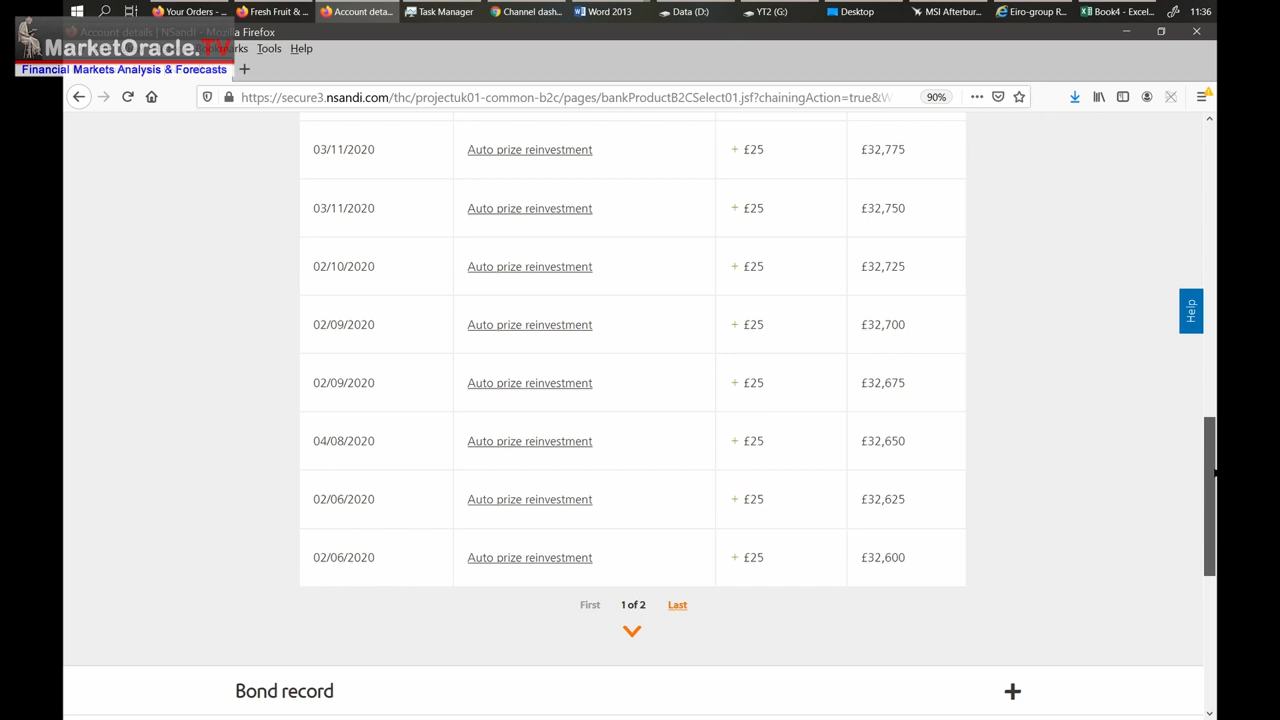 Your Orders - ...
Fresh Fruit & ...
Account deta...
Task Manager
Channel dash...
Word 2013
Data (D:)
T2 (G:)
Desktop
MSI Afterbur...
Eiro-group R...
Book4 - Excel...
11:36
Account details | NSandI - Mozilla Firefox
MarketOracle.TV
Financial Markets Analysis & Forecasts
Bookmarks Tools Help
https://secure3.nsandi.com/thc/projectuk01-common-b2c/pages/bankProductB2CSelect01.jsf?chainingAction=true&W
90%
03/11/2020 Auto prize reinvestment + £25 £32,775
03/11/2020 Auto prize reinvestment + £25 £32,750
02/10/2020 Auto prize reinvestment + £25 £32,725
02/09/2020 Auto prize reinvestment + £25 £32,700
Help
02/09/2020 Auto prize reinvestment + £25 £32,675
04/08/2020 Auto prize reinvestment + £25 £32,650
02/06/2020 Auto prize reinvestment + £25 £32,625
02/06/2020 Auto prize reinvestment + £25 £32,600
First 1 of 2 Last
Bond record +